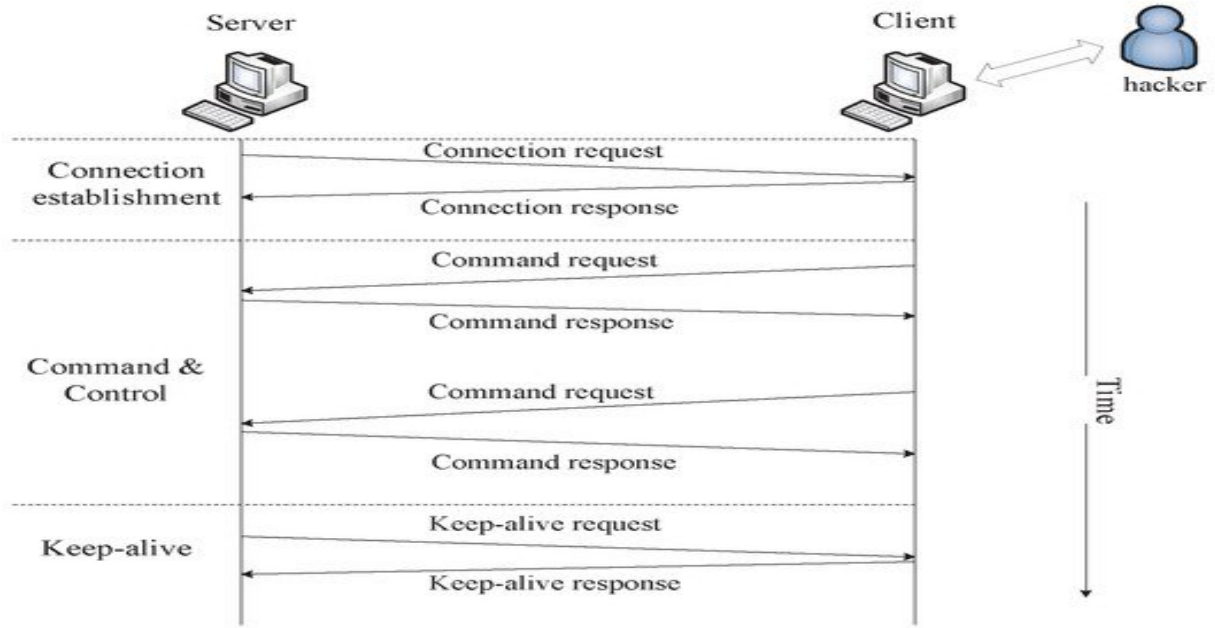 Server
Client
hacker
Connection request
Connection
establishment
Connection response
Command request
Command response
Command &
Control
Command request
Time
Command response
Keep-alive request
Keep-alive
Keep-alive response